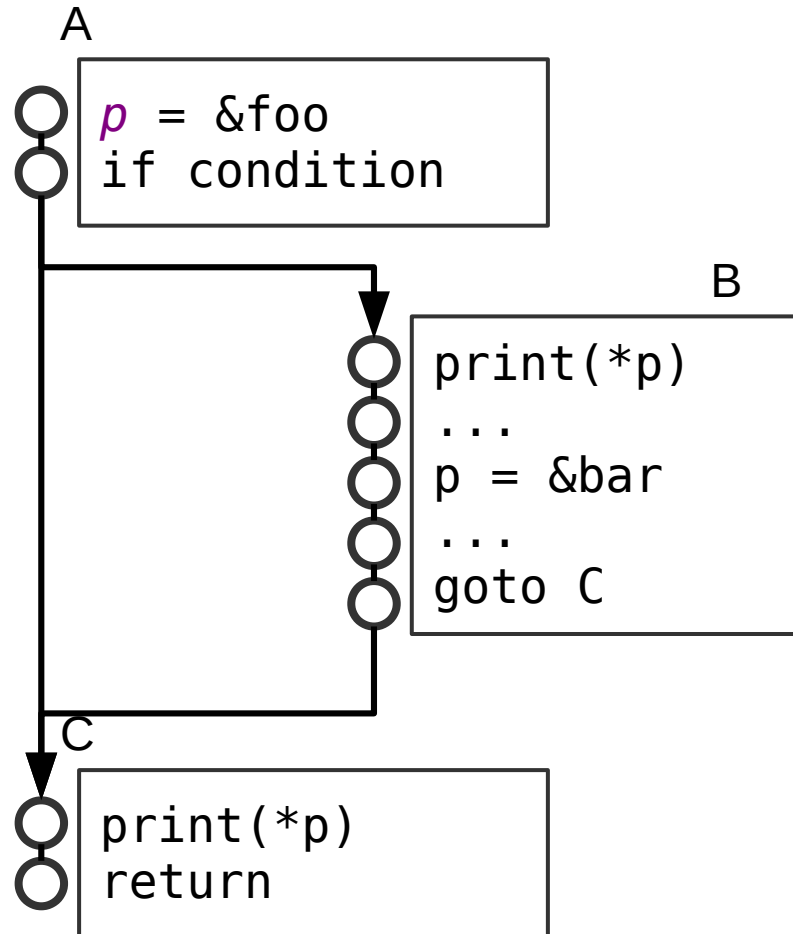 A
p = &foo
if condition
B
print(*p)
...
p = &bar
...
goto C
C
print(*p)
return